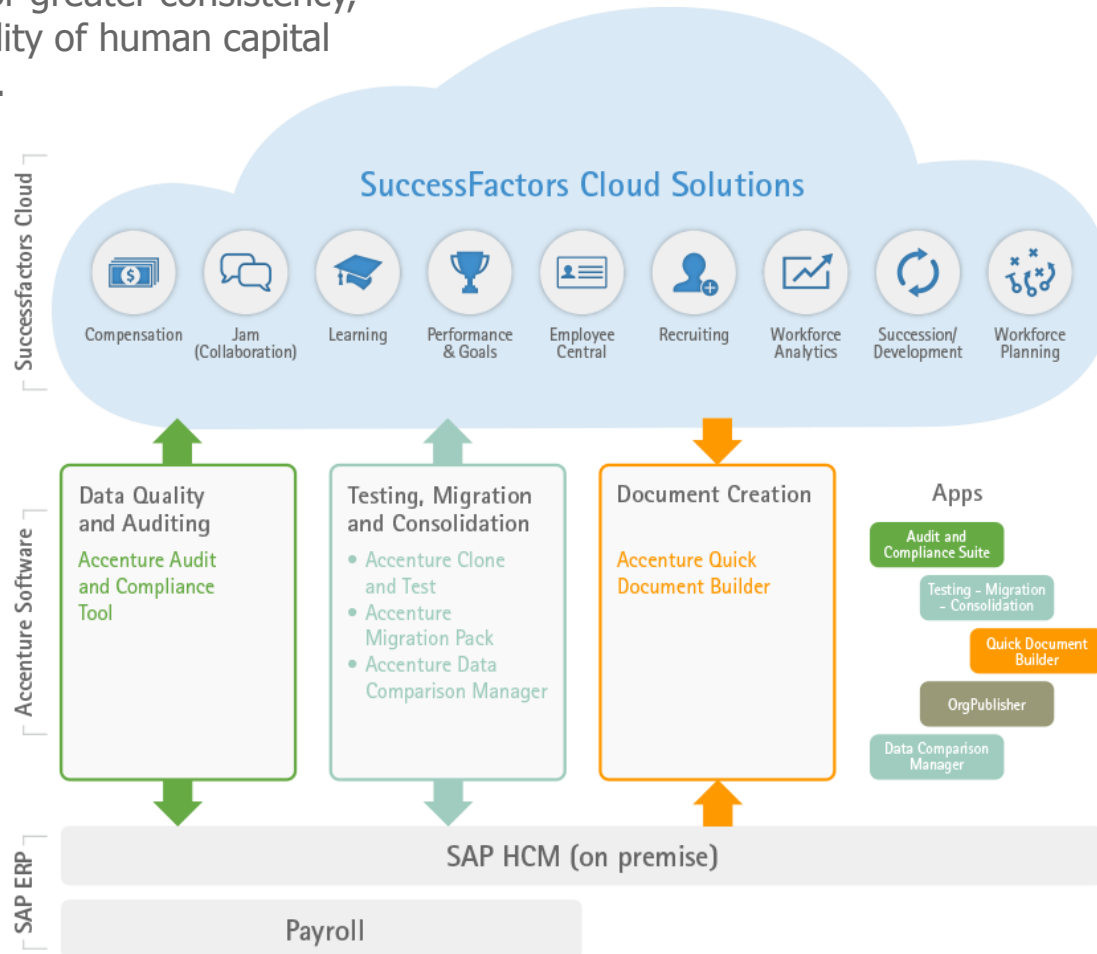 or greater consistency,
lity of human capital
.
Successfactors Cloud
SuccessFactors Cloud Solutions
Compensation
Jam
(Collaboration)
Learning
Performance
& Goals
Employee
Central
Recruiting
Workforce
Analytics
Succession/
Development
Workforce
Planning
Accenture Software
Data Quality
and Auditing
Accenture Audit
and Compliance
Tool
Testing, Migration
and Consolidation
• Accenture Clone
and Test
• Accenture
Migration Pack
• Accenture Data
Comparison Manager
Document Creation
Accenture Quick
Document Builder
Apps
Audit and
Compliance Suite
Testing - Migration
- Consolidation
Quick Document
Builder
OrgPublisher
Data Comparison
Manager
SAP ERP
SAP HCM (on premise)
Payroll